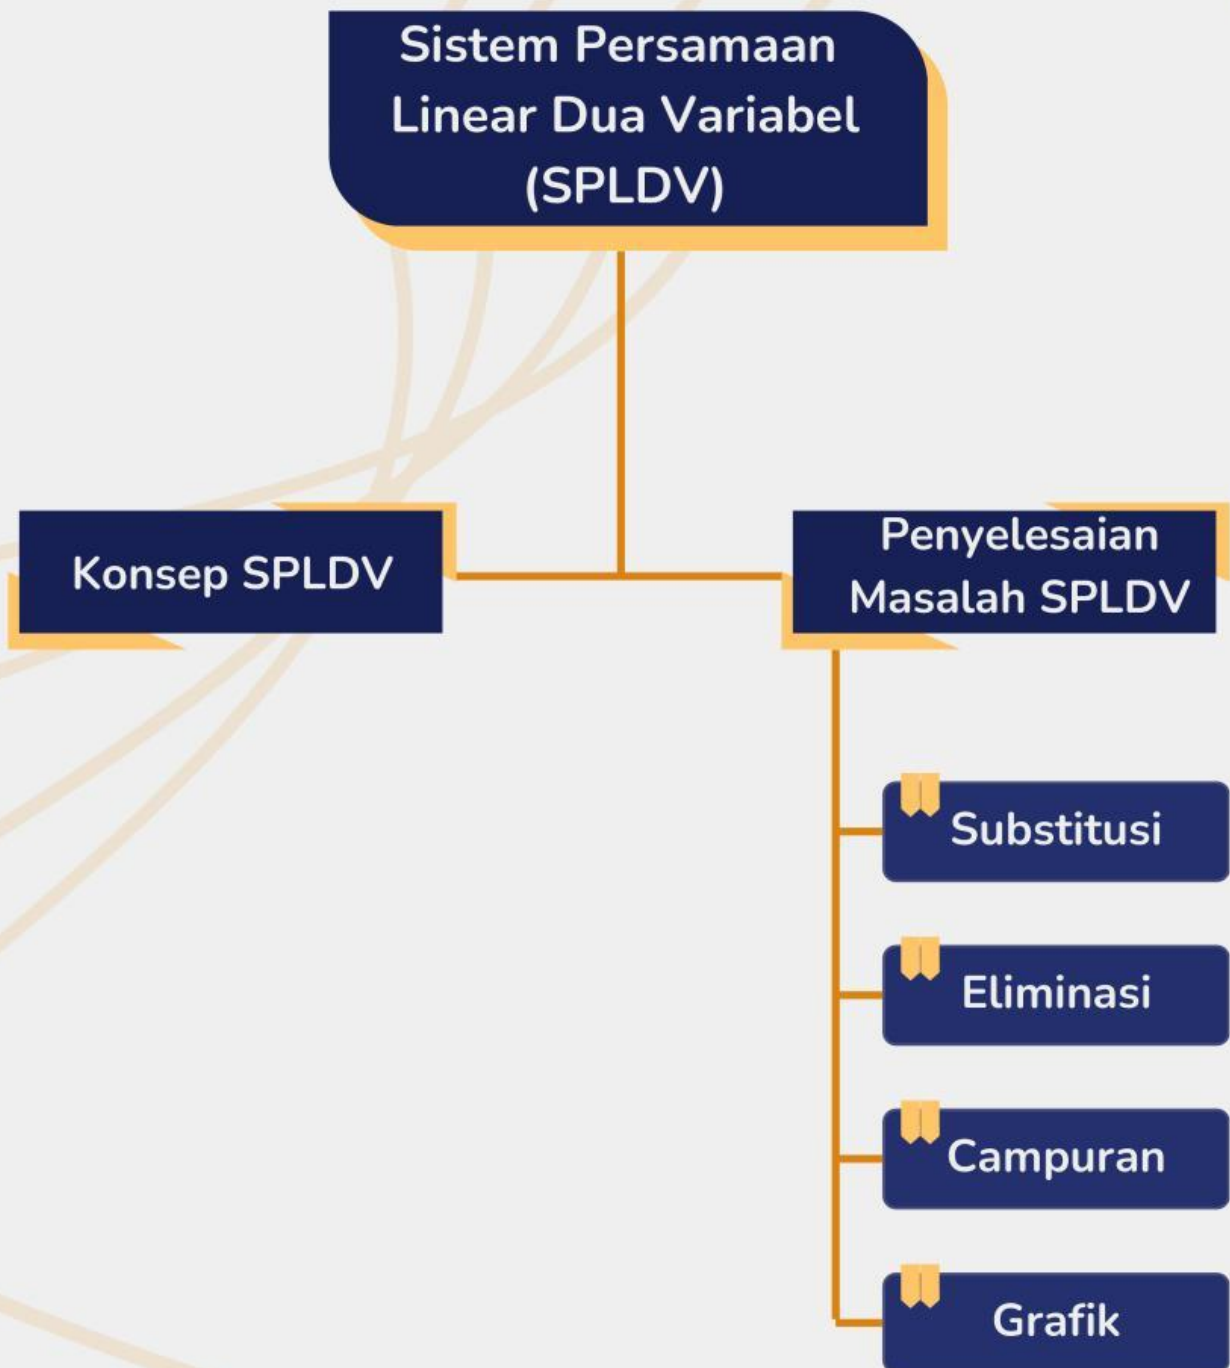 Sistem Persamaan
Linear Dua Variabel
(SPLDV)
Konsep SPLDV
Penyelesaian
Masalah SPLDV
Substitusi
Eliminasi
Campuran
Grafik